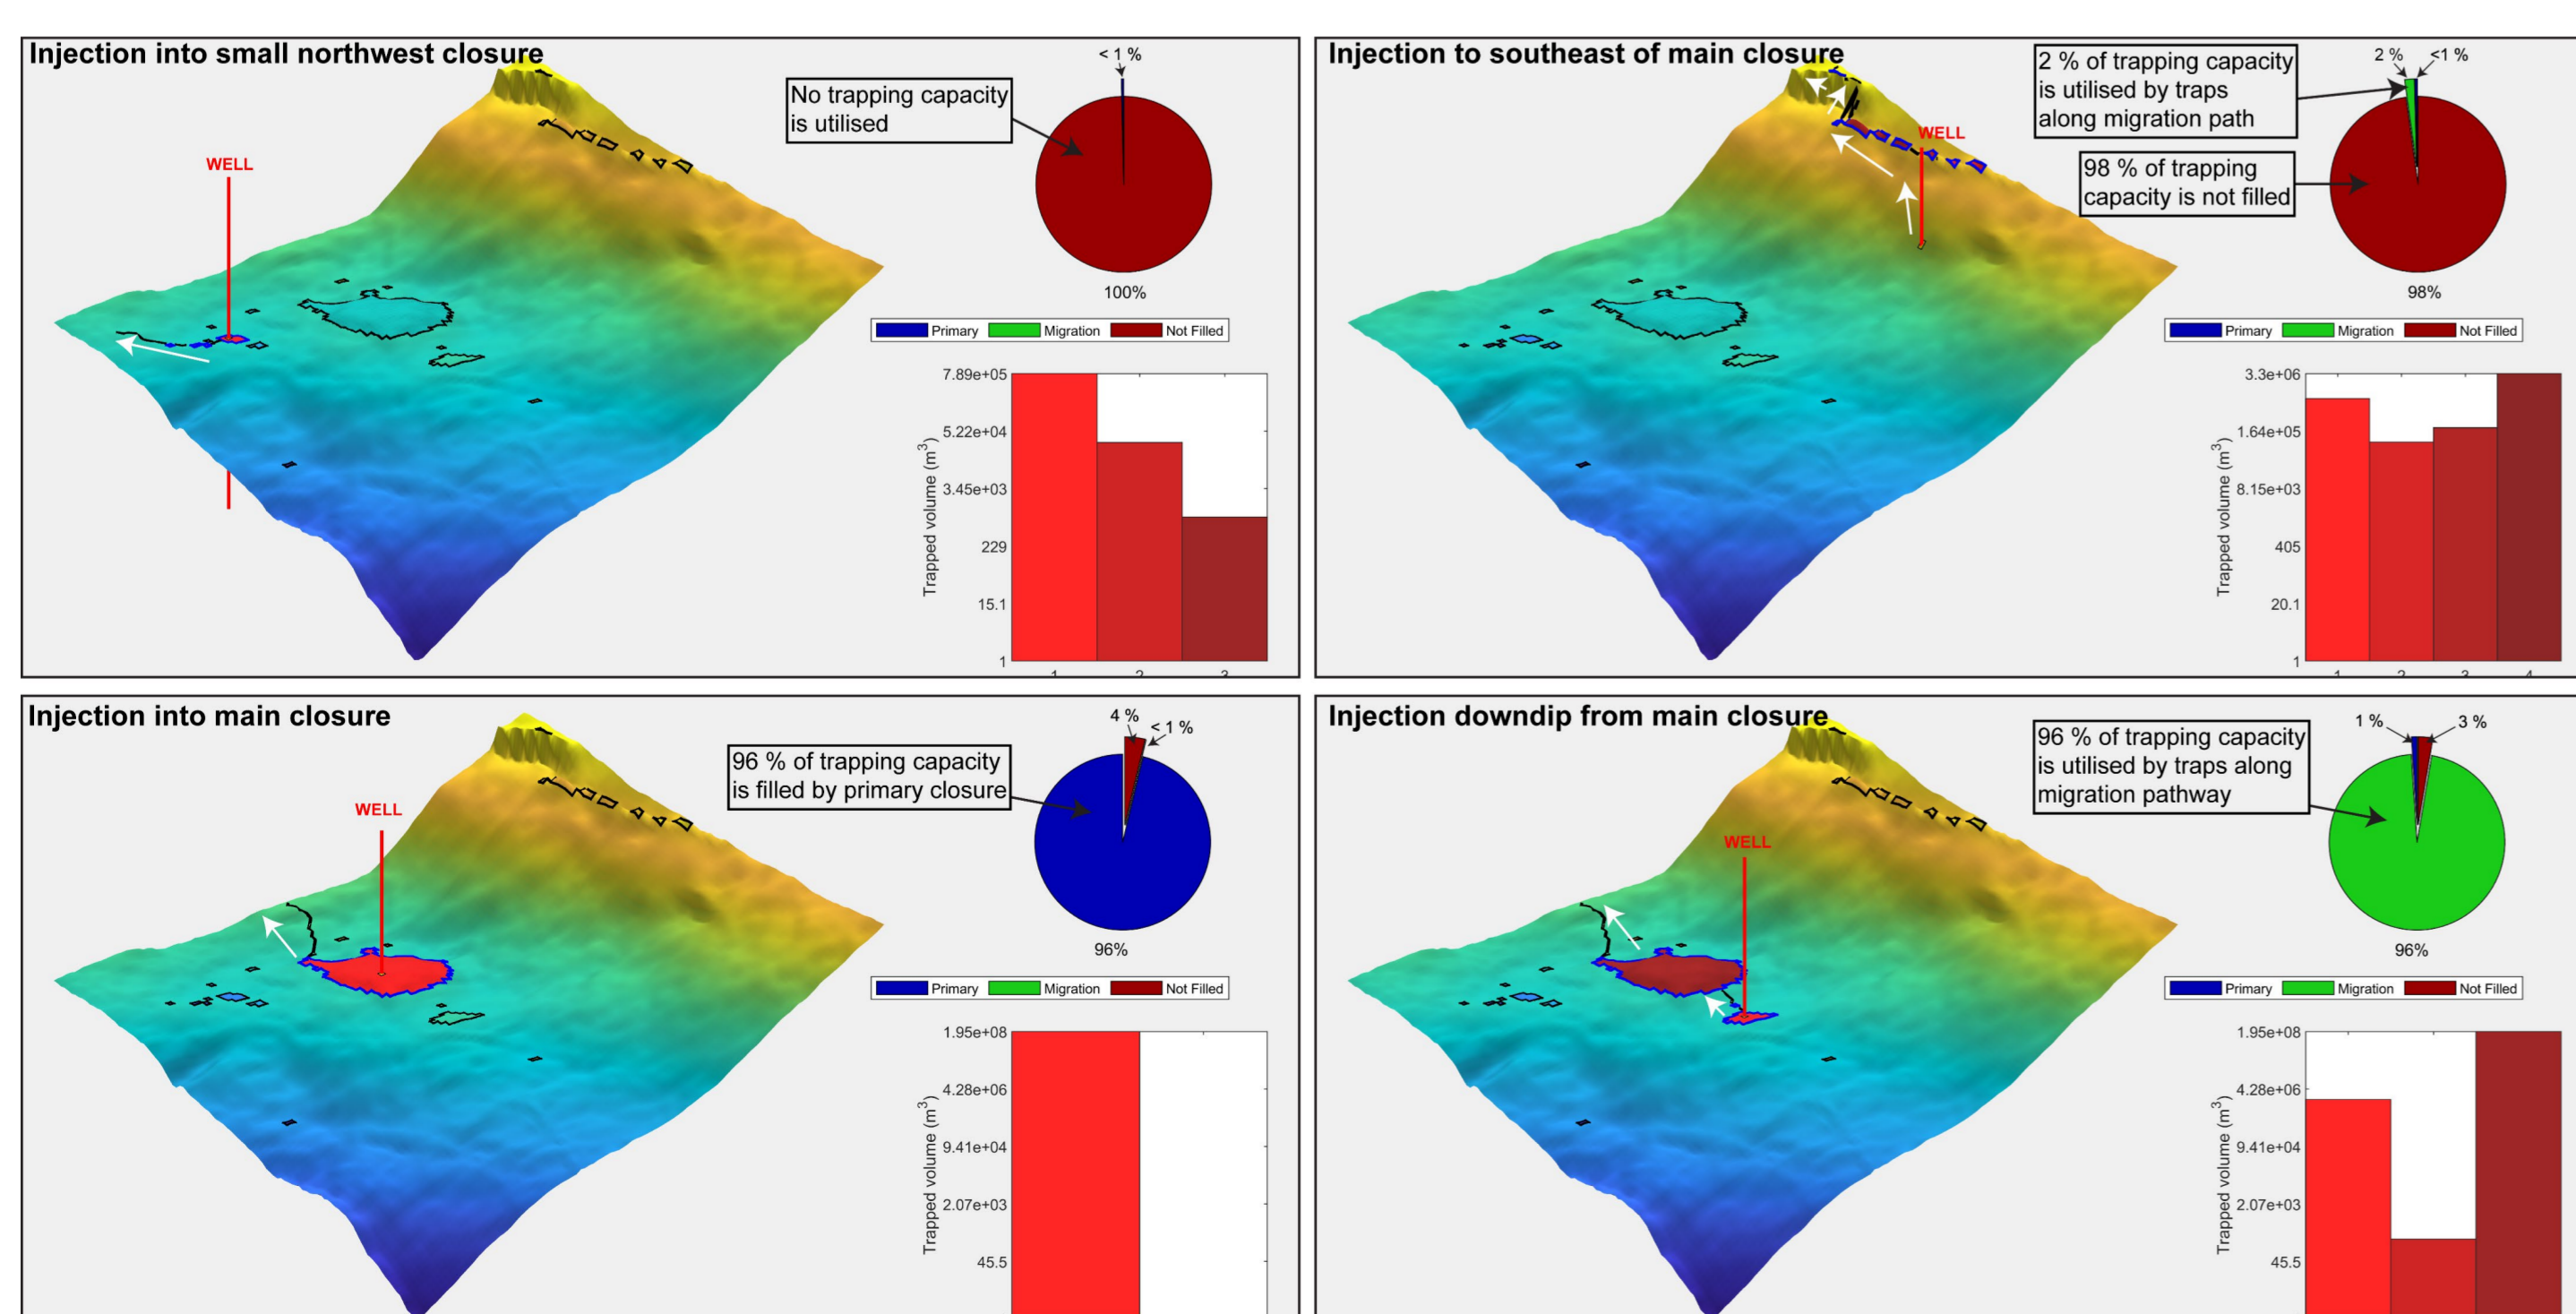 Injection into small northwest closure
< 1 %
No trapping capacity
is utilised
WELL
100%
Primary Migration Not Filled
7.89e+05
5.22e+04
3.45e+03
229
15.1
1
Trapped volume (m³)
1 2 3
Injection to southeast of main closure
2 % of trapping capacity
is utilised by traps
along migration path
2 % <1 %
WELL
98 % of trapping
capacity is not filled
98%
Primary Migration Not Filled
3.3e+06
1.64e+05
8.15e+03
405
20.1
1
Trapped volume (m³)
1 2 3 4
Injection into main closure
4 %
< 1 %
96 % of trapping capacity
is filled by primary closure
WELL
96%
Primary Migration Not Filled
1.95e+08
4.28e+06
9.41e+04
2.07e+03
45.5
Trapped volume (m³)
Injection downdip from main closure
96 % of trapping capacity
is utilised by traps along
migration pathway
1 % 3 %
WELL
96%
Primary Migration Not Filled
1.95e+08
4.28e+06
9.41e+04
2.07e+03
45.5
Trapped volume (m³)